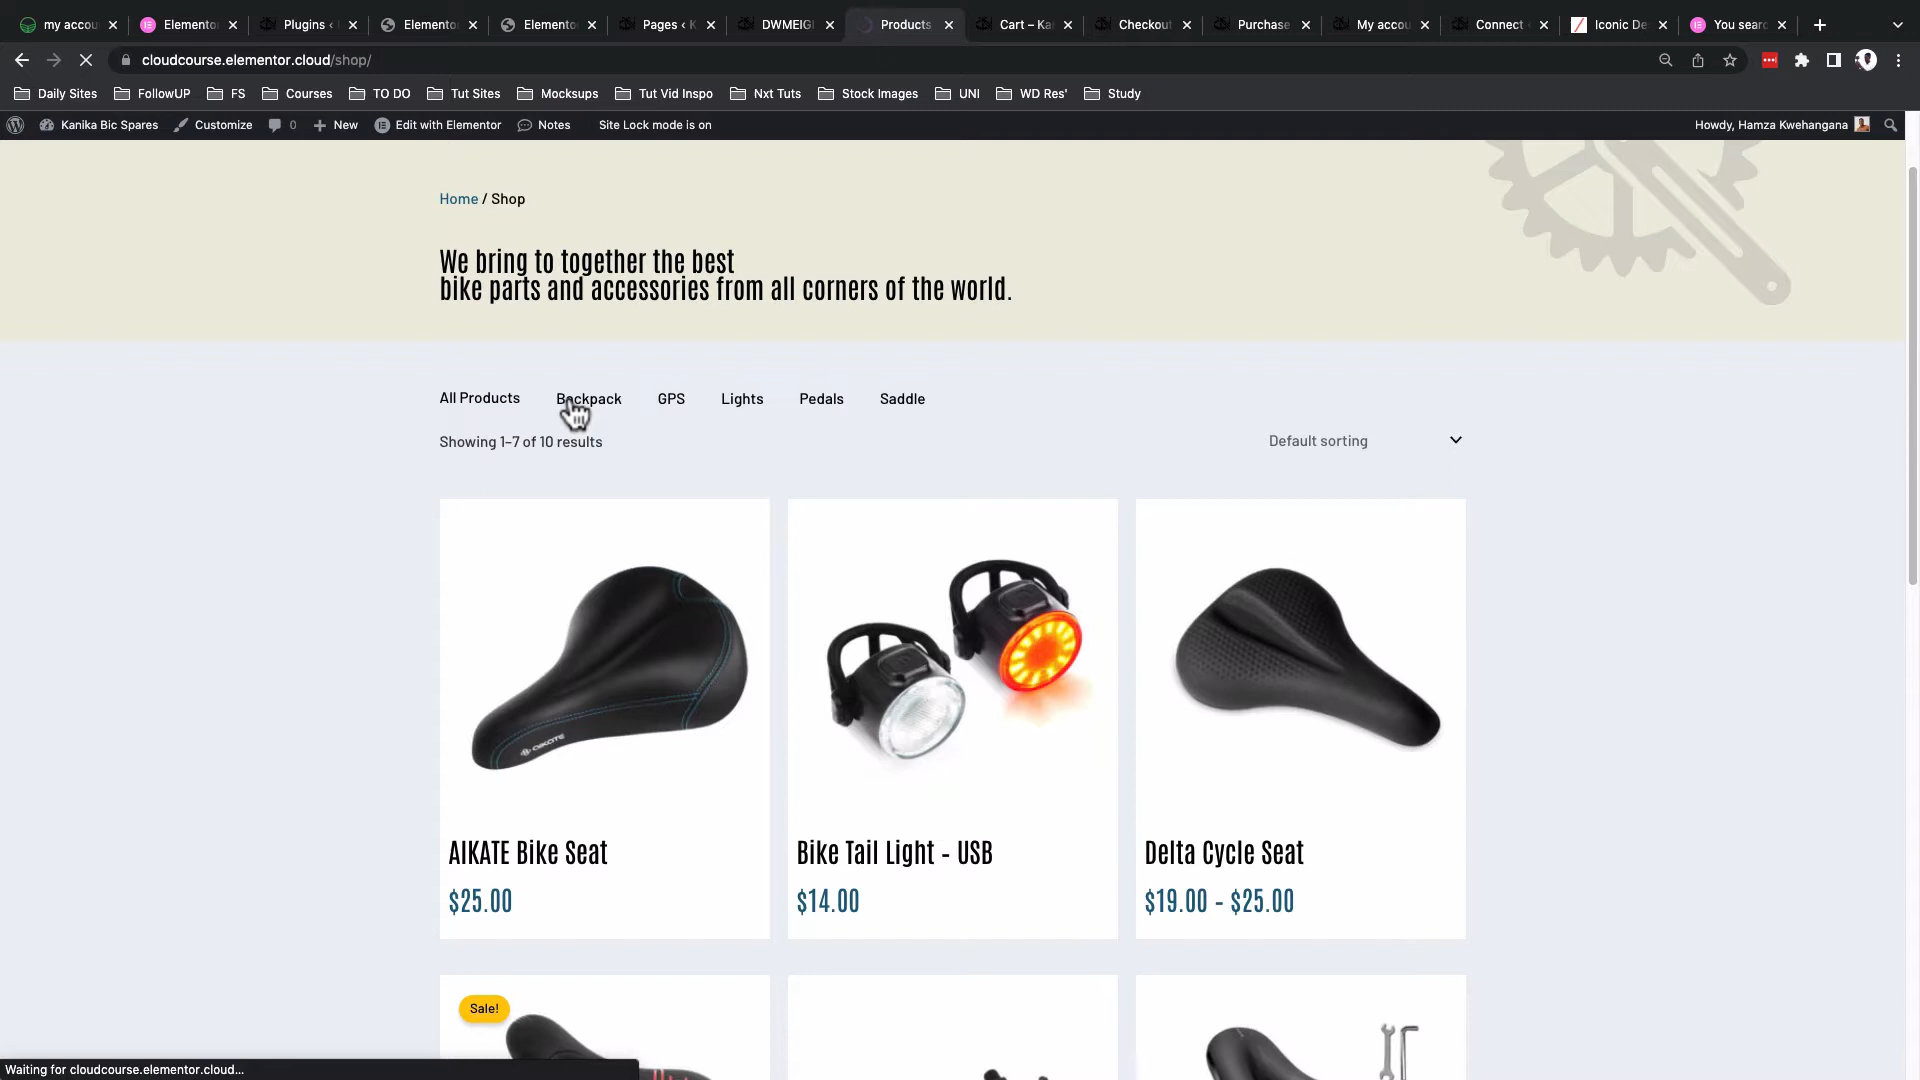 my accou
Elemento
Plugins ‹
Elemento
Elemento
Pages ‹ K
DWMEIGI
Products
Cart – Ka
Checkout
Purchase
My accou
Connect ‹
Iconic De
You searc
cloudcourse.elementor.cloud/shop/
Daily Sites
FollowUP
FS
Courses
TO DO
Tut Sites
Mocksups
Tut Vid Inspo
Nxt Tuts
Stock Images
UNI
WD Res'
Study
Kanika Bic Spares
Customize
0
New
Edit with Elementor
Notes
Site Lock mode is on
Howdy, Hamza Kwehangana
Home / Shop
We bring to together the best
bike parts and accessories from all corners of the world.
All Products
Backpack
GPS
Lights
Pedals
Saddle
Showing 1–7 of 10 results
Default sorting
AIKATE
AIKATE Bike Seat
$25.00
Bike Tail Light – USB
$14.00
Delta Cycle Seat
$19.00 – $25.00
Sale!
Waiting for cloudcourse.elementor.cloud...